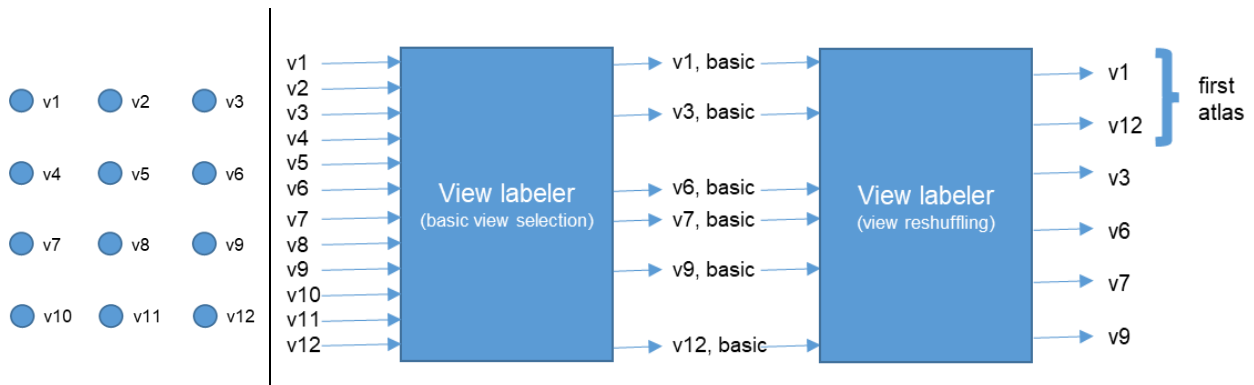 v1
v2
v3
v4
v5
v6
v7
v8
v9
v10
v11
v12
v1
v2
v3
v4
v5
v6
v7
v8
v9
v10
v11
v12
View labeler
(basic view selection)
v1, basic
v3, basic
v6, basic
v7, basic
v9, basic
v12, basic
View labeler
(view reshuffling)
v1
v12
v3
v6
v7
v9
first
atlas